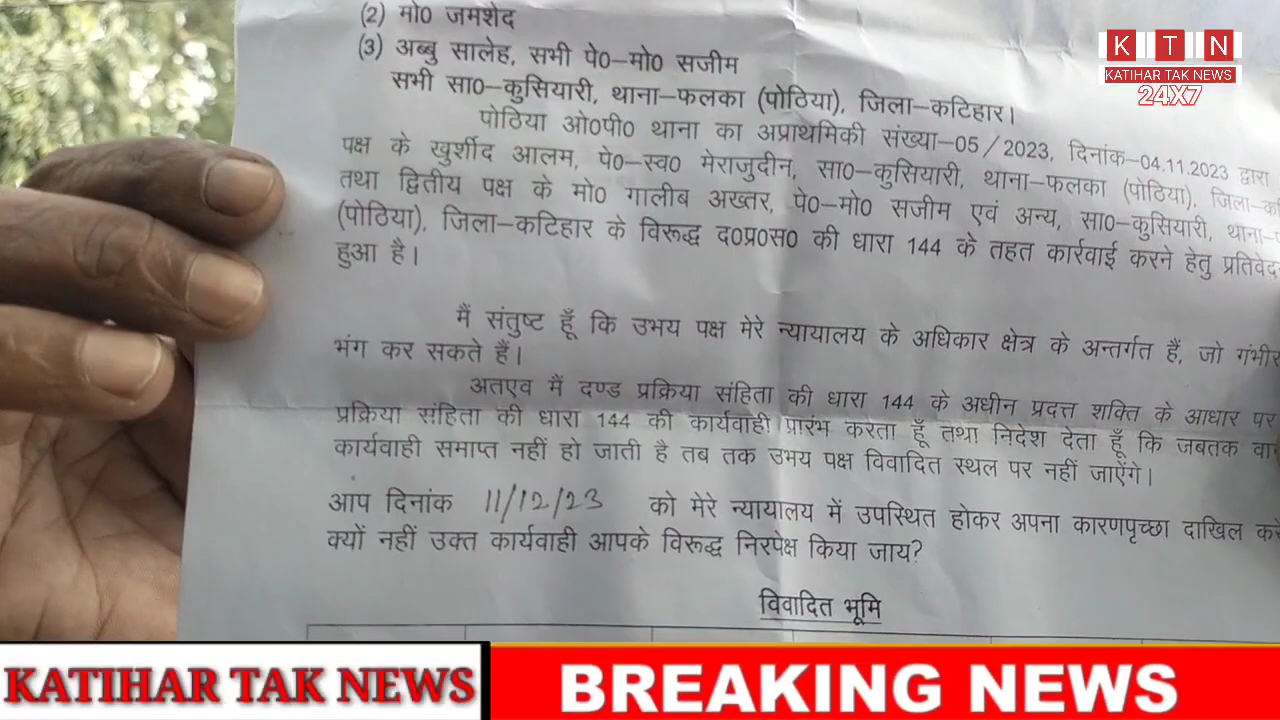 (2) मो0 जमशेद
(3) अब्बु सालेह, सभी पे0–मो0 सजीम
सभी सा0–कुसियारी, थाना–फलका (पोठिया), जिला–कटिहार।
पोठिया ओ0पी0 थाना का अप्राथमिकी संख्या–05/2023, दिनांक–04.11.2023 द्वारा
पक्ष के खुर्शीद आलम, पे0–स्व0 मेराजुदीन, सा0–कुसियारी, थाना–फलका (पोठिया),
तथा द्वितीय पक्ष के मो0 गालीब अख्तर, पे0–मो0 सजीम एवं अन्य, सा0–कुसियारी,
(पोठिया), जिला–कटिहार के विरूद्ध द0प्र0स0 की धारा 144 के तहत कार्रवाई करने हेतु
हुआ है।
मैं संतुष्ट हूँ कि उभय पक्ष मेरे न्यायालय के अधिकार क्षेत्र के अन्तर्गत हैं, जो
भंग कर सकते हैं।
अतएव मैं दण्ड प्रक्रिया संहिता की धारा 144 के अधीन प्रदत्त शक्ति के आधार पर
प्रक्रिया संहिता की धारा 144 की कार्यवाही प्रारंभ करता हूँ तथा निदेश देता हूँ कि जबतक
कार्यवाही समाप्त नहीं हो जाती है तब तक उभय पक्ष विवादित स्थल पर नहीं जाएँगे।
आप दिनांक 11/12/23 को मेरे न्यायालय में उपस्थित होकर अपना कारणपृच्छा दाखिल
क्यों नहीं उक्त कार्यवाही आपके विरूद्ध निरपेक्ष किया जाय?
विवादित भूमि
K T N
KATIHAR TAK NEWS
24X7
KATIHAR TAK NEWS
BREAKING NEWS